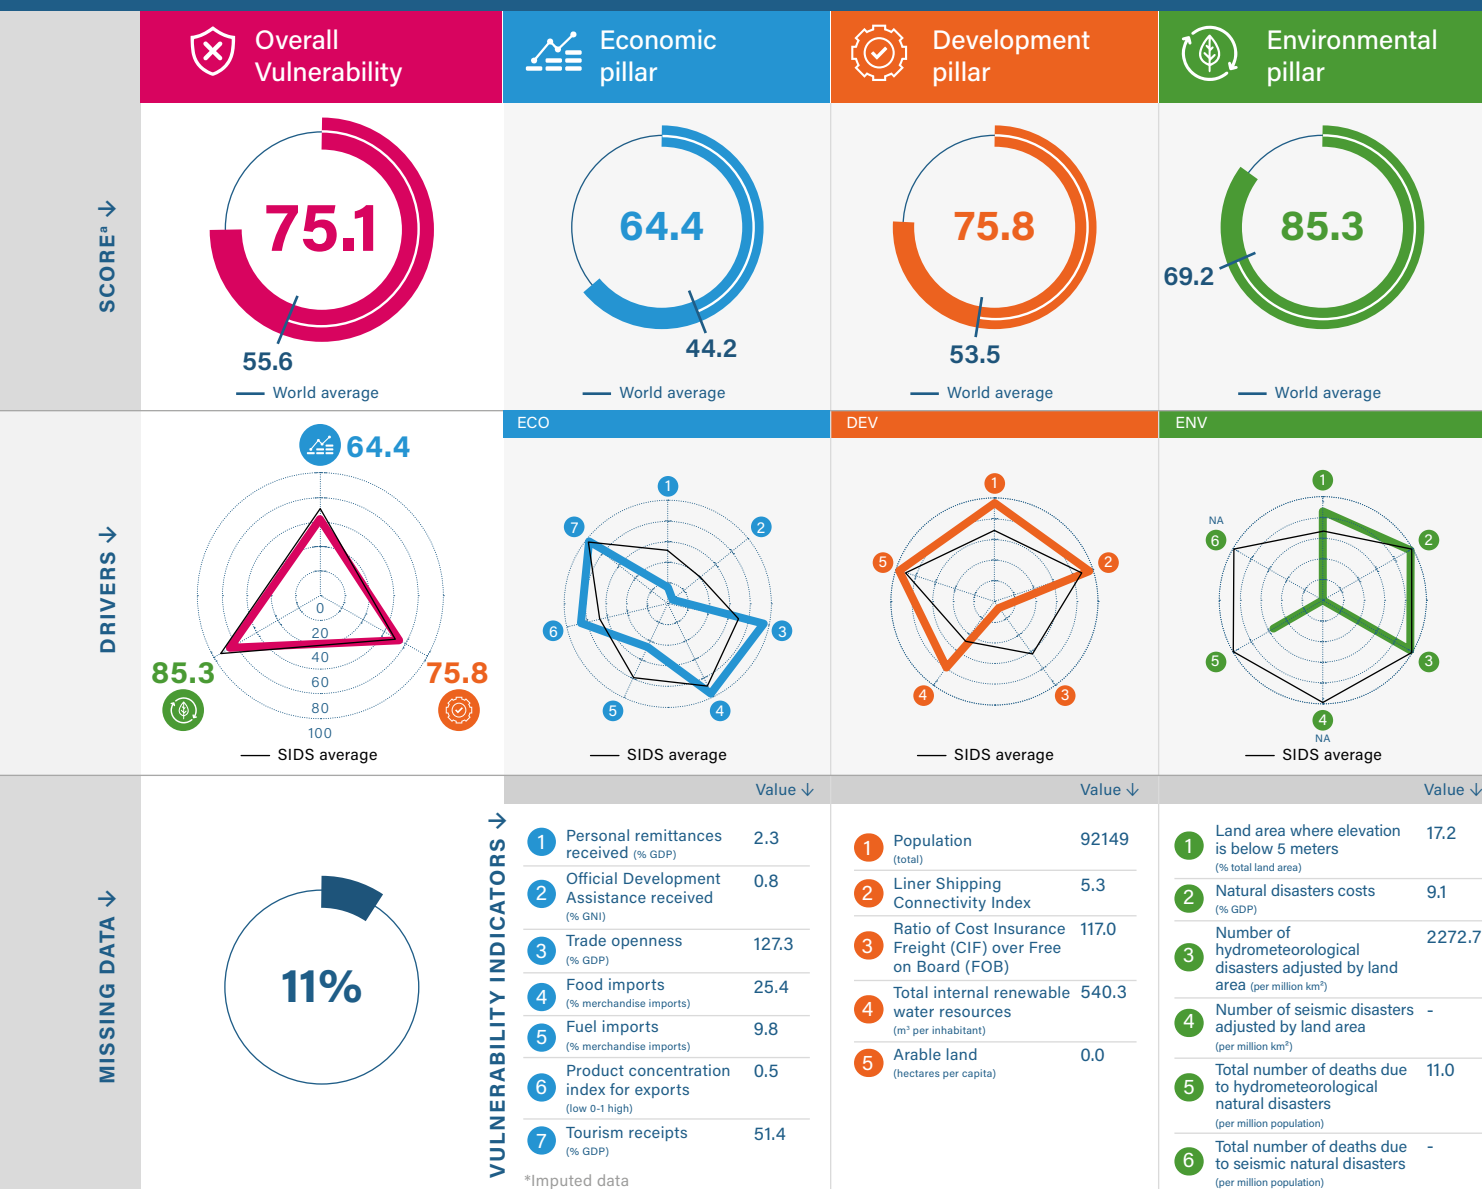 Overall
Vulnerability
Economic
pillar
Development
pillar
Environmental
pillar
SCOREᵃ →
75.1
55.6
World average
64.4
44.2
World average
75.8
53.5
World average
85.3
69.2
World average
DRIVERS →
64.4
85.3
75.8
0
20
40
60
80
100
SIDS average
ECO
1
2
3
4
5
6
7
SIDS average
DEV
1
2
3
4
5
SIDS average
ENV
1
2
3
4
NA
5
NA
6
SIDS average
MISSING DATA →
11%
VULNERABILITY INDICATORS →
Value ↓
1 Personal remittances 2.3
received (% GDP)
2 Official Development 0.8
Assistance received
(% GNI)
3 Trade openness 127.3
(% GDP)
4 Food imports 25.4
(% merchandise imports)
5 Fuel imports 9.8
(% merchandise imports)
6 Product concentration 0.5
index for exports
(low 0-1 high)
7 Tourism receipts 51.4
(% GDP)
*Imputed data
Value ↓
1 Population 92149
(total)
2 Liner Shipping 5.3
Connectivity Index
3 Ratio of Cost Insurance 117.0
Freight (CIF) over Free
on Board (FOB)
4 Total internal renewable 540.3
water resources
(m³ per inhabitant)
5 Arable land 0.0
(hectares per capita)
Value ↓
1 Land area where elevation 17.2
is below 5 meters
(% total land area)
2 Natural disasters costs 9.1
(% GDP)
3 Number of 2272.7
hydrometeorological
disasters adjusted by land
area (per million km²)
4 Number of seismic disasters -
adjusted by land area
(per million km²)
5 Total number of deaths due 11.0
to hydrometeorological
natural disasters
(per million population)
6 Total number of deaths due -
to seismic natural disasters
(per million population)